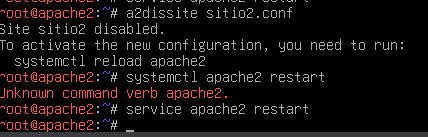 root@apache2:~# a2dissite sitio2.conf
Site sitio2 disabled.
To activate the new configuration, you need to run:
  systemctl reload apache2
root@apache2:~# systemctl apache2 restart
Unknown command verb apache2.
root@apache2:~# service apache2 restart
root@apache2:~# _